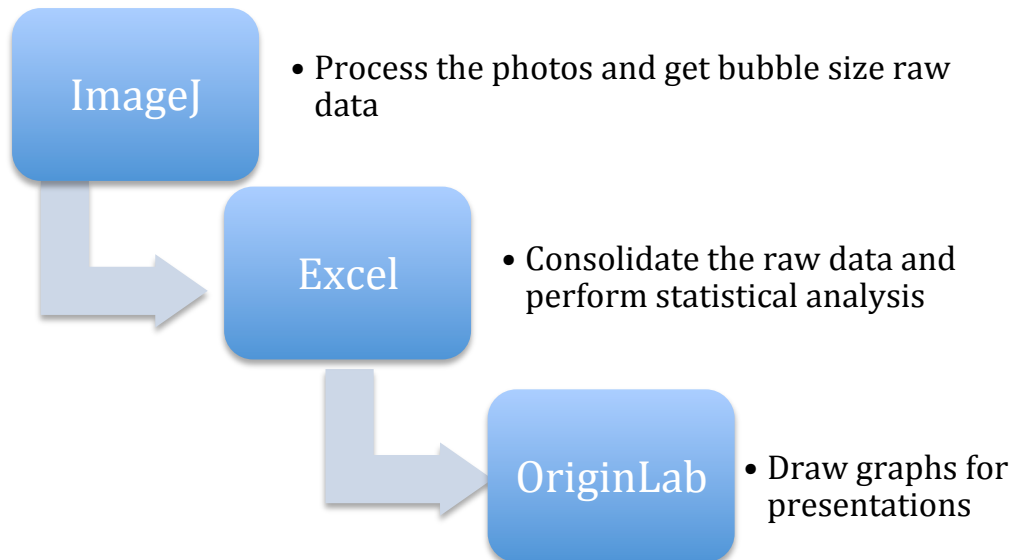 ImageJ
• Process the photos and get bubble size raw
data
Excel
• Consolidate the raw data and
perform statistical analysis
OriginLab
• Draw graphs for
presentations